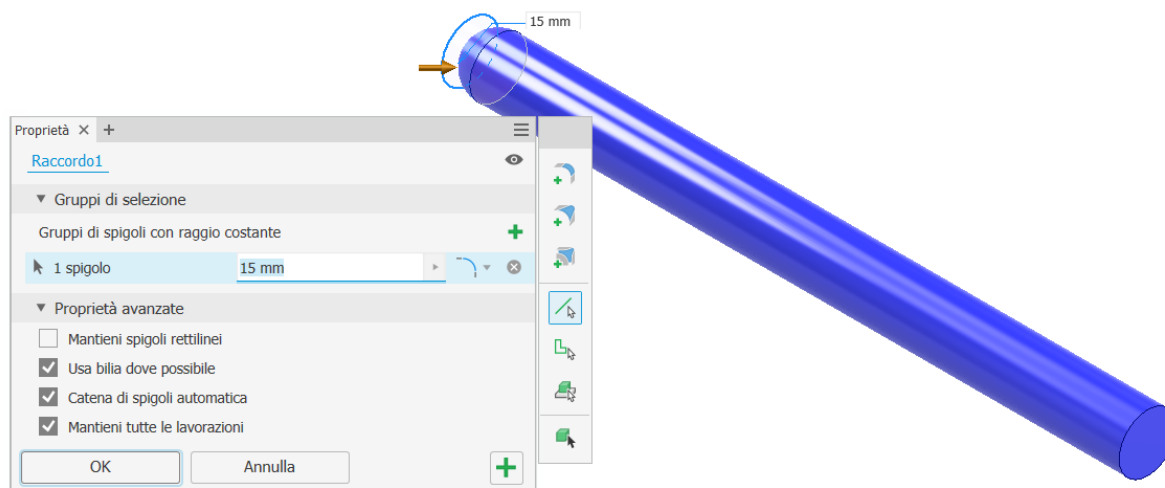 15 mm
Proprietà
Raccordo1
Gruppi di selezione
Gruppi di spigoli con raggio costante
1 spigolo 15 mm
Proprietà avanzate
Mantieni spigoli rettilinei
Usa bilia dove possibile
Catena di spigoli automatica
Mantieni tutte le lavorazioni
OK Annulla